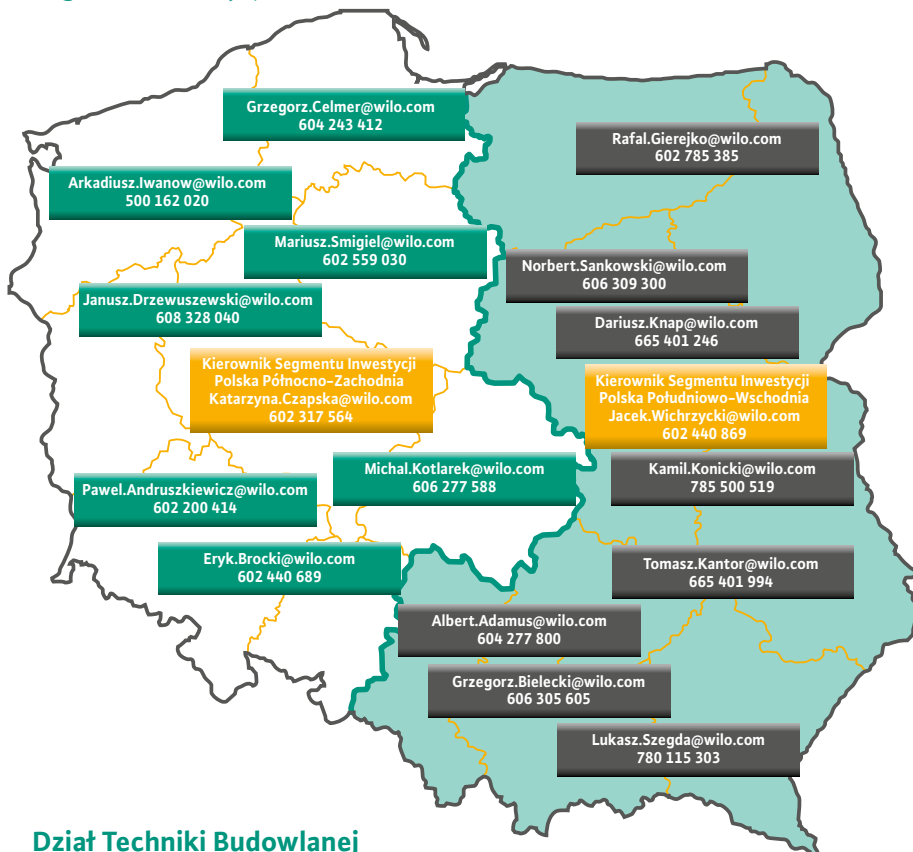 Grzegorz.Celmer@wilo.com
604 243 412
Rafal.Gierejko@wilo.com
602 785 385
Arkadiusz.Iwanow@wilo.com
500 162 020
Mariusz.Smigiel@wilo.com
602 559 030
Norbert.Sankowski@wilo.com
606 309 300
Janusz.Drzewuszewski@wilo.com
608 328 040
Dariusz.Knap@wilo.com
665 401 246
Kierownik Segmentu Inwestycji
Polska Północno-Zachodnia
Katarzyna.Czapska@wilo.com
602 317 564
Kierownik Segmentu Inwestycji
Polska Południowo-Wschodnia
Jacek.Wichrzycki@wilo.com
602 440 869
Michal.Kotlarek@wilo.com
606 277 588
Kamil.Konicki@wilo.com
785 500 519
Pawel.Andruszkiewicz@wilo.com
602 200 414
Eryk.Brocki@wilo.com
602 440 689
Tomasz.Kantor@wilo.com
665 401 994
Albert.Adamus@wilo.com
604 277 800
Grzegorz.Bielecki@wilo.com
606 305 605
Lukasz.Szegda@wilo.com
780 115 303
Dział Techniki Budowlanej